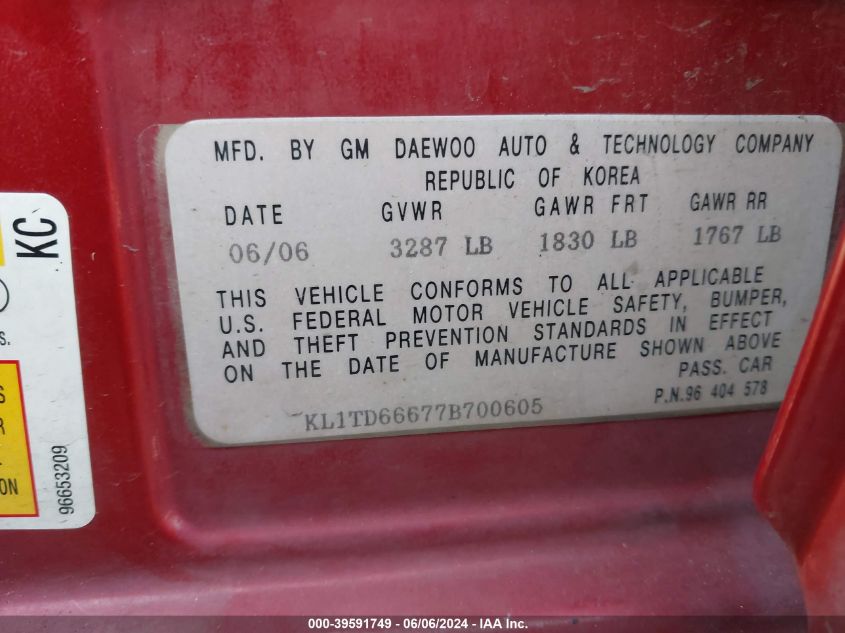 MFD. BY GM DAEWOO AUTO & TECHNOLOGY COMPANY
REPUBLIC OF KOREA
DATE GVWR GAWR FRT GAWR RR
06/06 3287 LB 1830 LB 1767 LB
THIS VEHICLE CONFORMS TO ALL APPLICABLE
U.S. FEDERAL MOTOR VEHICLE SAFETY, BUMPER,
AND THEFT PREVENTION STANDARDS IN EFFECT
ON THE DATE OF MANUFACTURE SHOWN ABOVE
PASS. CAR
P.N.96 404 578
KL1TD66677B700605
KC
96653209
000-39591749 - 06/06/2024 - IAA Inc.